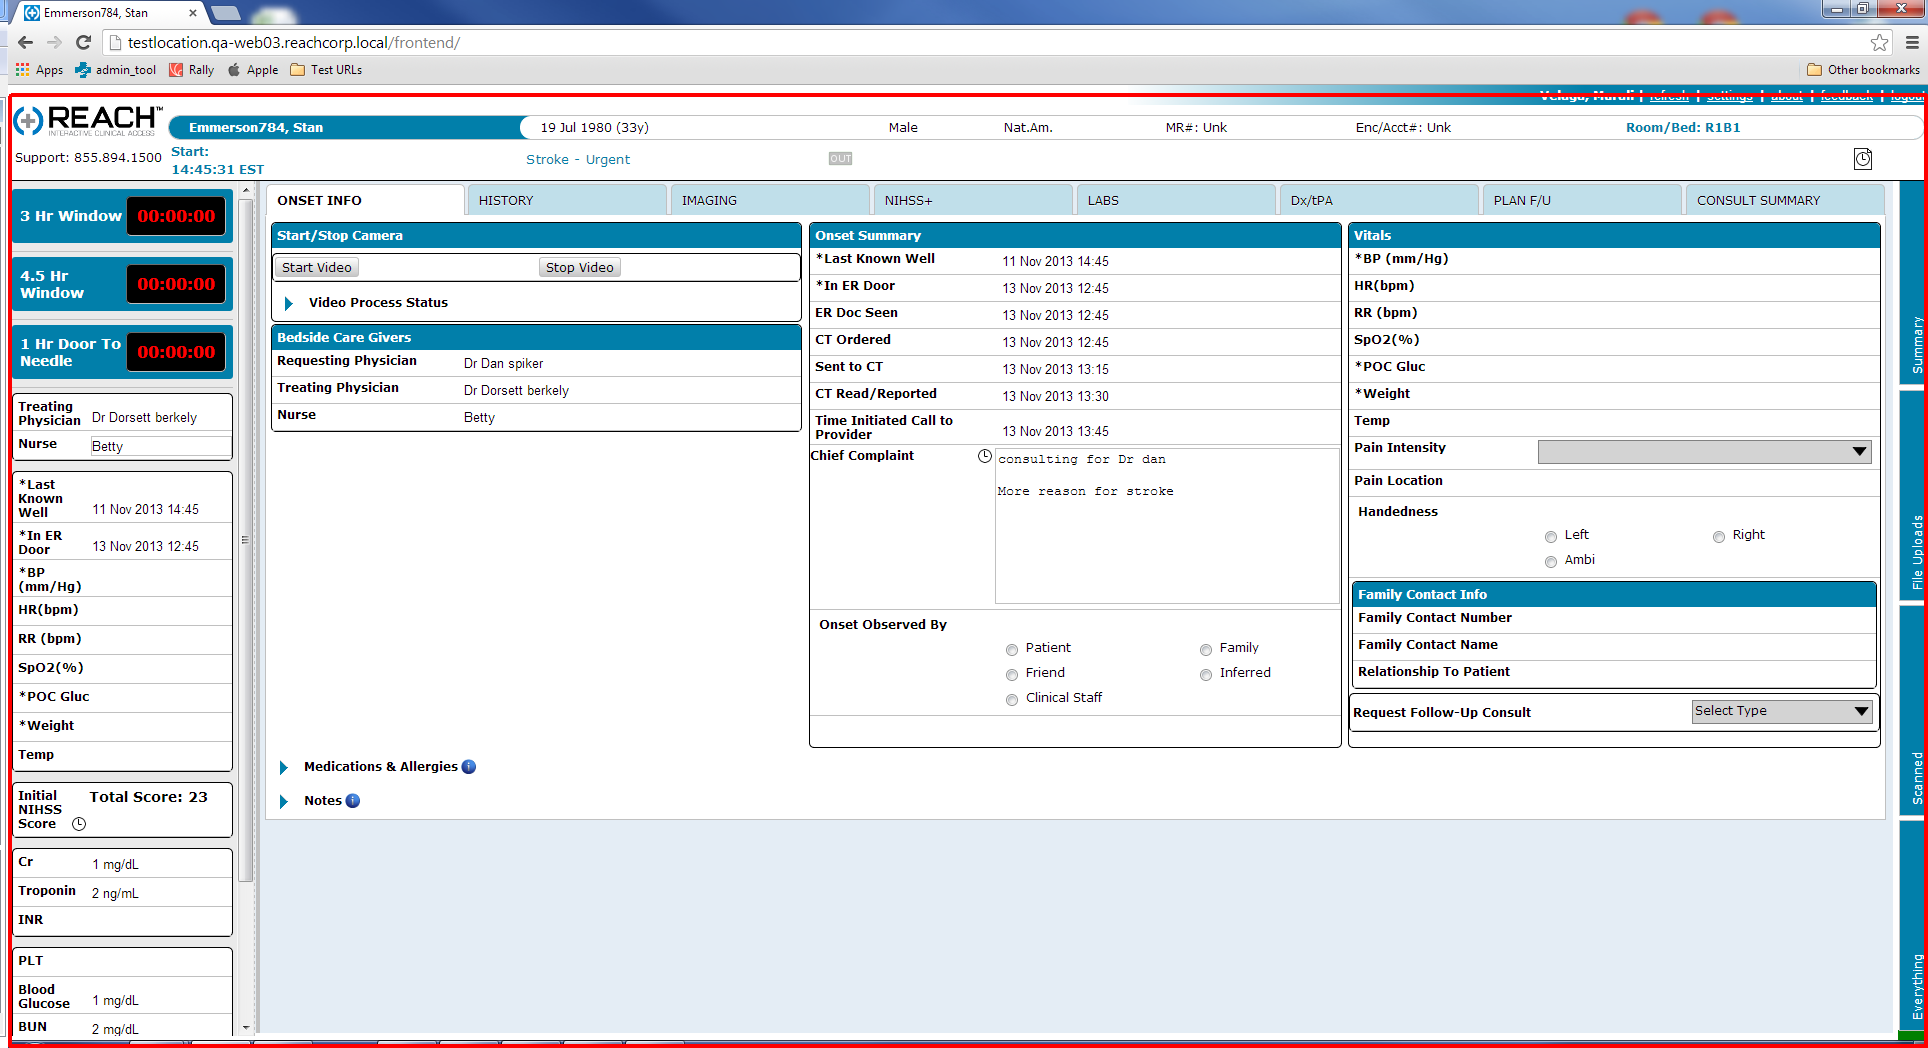 Emmerson784, Stan
testlocation.qa-web03.reachcorp.local/frontend/
Apps admin_tool Rally Apple Test URLs Other bookmarks
Velaga, Murali | refresh | settings | about | feedback | logout
REACH™
INTERACTIVE CLINICAL ACCESS
Emmerson784, Stan 19 Jul 1980 (33y) Male Nat.Am. MR#: Unk Enc/Acct#: Unk Room/Bed: R1B1
Support: 855.894.1500
Start:
14:45:31 EST
Stroke - Urgent
OUT
3 Hr Window 00:00:00
4.5 Hr
Window
00:00:00
1 Hr Door To
Needle
00:00:00
Treating
Physician
Dr Dorsett berkely
Nurse
Betty
*Last
Known
Well
11 Nov 2013 14:45
*In ER
Door
13 Nov 2013 12:45
*BP
(mm/Hg)
HR(bpm)
RR (bpm)
SpO2(%)
*POC Gluc
*Weight
Temp
Initial
NIHSS
Score
Total Score: 23
Cr 1 mg/dL
Troponin 2 ng/mL
INR
PLT
Blood
Glucose
1 mg/dL
BUN 2 mg/dL
ONSET INFO HISTORY IMAGING NIHSS+ LABS Dx/tPA PLAN F/U CONSULT SUMMARY
Start/Stop Camera
Start Video Stop Video
Video Process Status
Bedside Care Givers
Requesting Physician Dr Dan spiker
Treating Physician Dr Dorsett berkely
Nurse Betty
Medications & Allergies
Notes
Onset Summary
*Last Known Well 11 Nov 2013 14:45
*In ER Door 13 Nov 2013 12:45
ER Doc Seen 13 Nov 2013 12:45
CT Ordered 13 Nov 2013 12:45
Sent to CT 13 Nov 2013 13:15
CT Read/Reported 13 Nov 2013 13:30
Time Initiated Call to
Provider
13 Nov 2013 13:45
Chief Complaint
consulting for Dr dan
More reason for stroke
Onset Observed By
Patient Family
Friend Inferred
Clinical Staff
Vitals
*BP (mm/Hg)
HR(bpm)
RR (bpm)
SpO2(%)
*POC Gluc
*Weight
Temp
Pain Intensity
Pain Location
Handedness
Left Right
Ambi
Family Contact Info
Family Contact Number
Family Contact Name
Relationship To Patient
Request Follow-Up Consult Select Type
Summary
File Uploads
Scanned
Everything